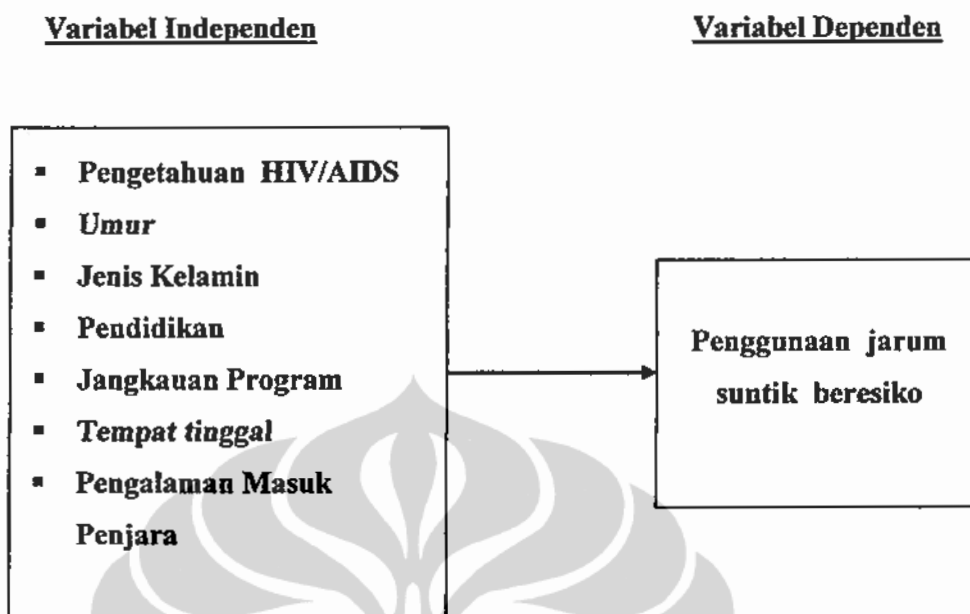 Variabel Independen
Variabel Dependen
▪ Pengetahuan HIV/AIDS
▪ Umur
▪ Jenis Kelamin
▪ Pendidikan
▪ Jangkauan Program
▪ Tempat tinggal
▪ Pengalaman Masuk
Penjara
Penggunaan jarum
suntik beresiko